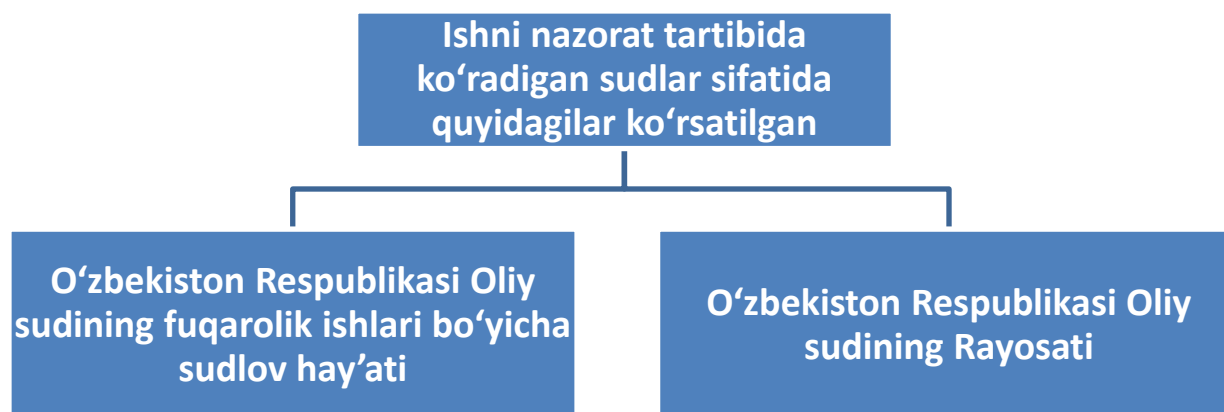 Ishni nazorat tartibida
ko‘radigan sudlar sifatida
quyidagilar ko‘rsatilgan
O‘zbekiston Respublikasi Oliy
sudining fuqarolik ishlari bo‘yicha
sudlov hay’ati
O‘zbekiston Respublikasi Oliy
sudining Rayosati